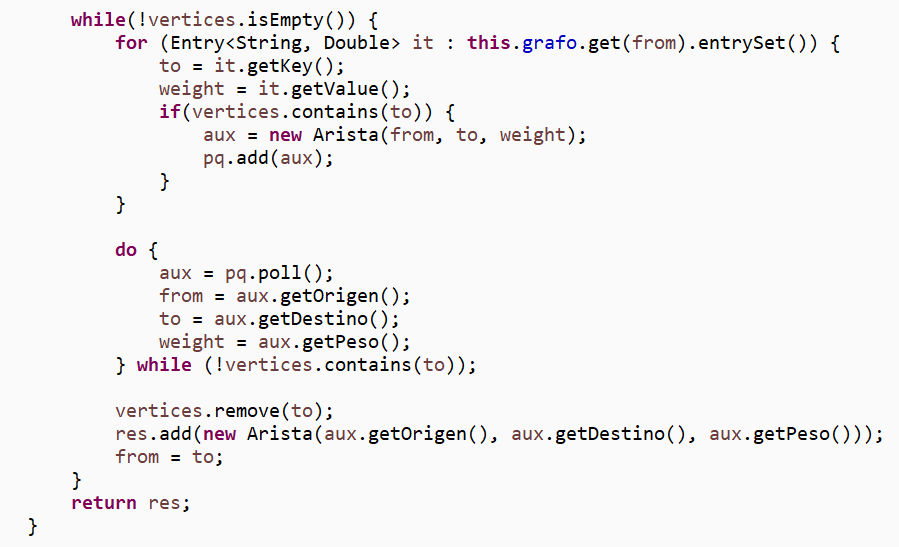 while(!vertices.isEmpty()) {
for (Entry<String, Double> it : this.grafo.get(from).entrySet()) {
to = it.getKey();
weight = it.getValue();
if(vertices.contains(to)) {
aux = new Arista(from, to, weight);
pq.add(aux);
}
}
do {
aux = pq.poll();
from = aux.getOrigen();
to = aux.getDestino();
weight = aux.getPeso();
} while (!vertices.contains(to));
vertices.remove(to);
res.add(new Arista(aux.getOrigen(), aux.getDestino(), aux.getPeso()));
from = to;
}
return res;
}